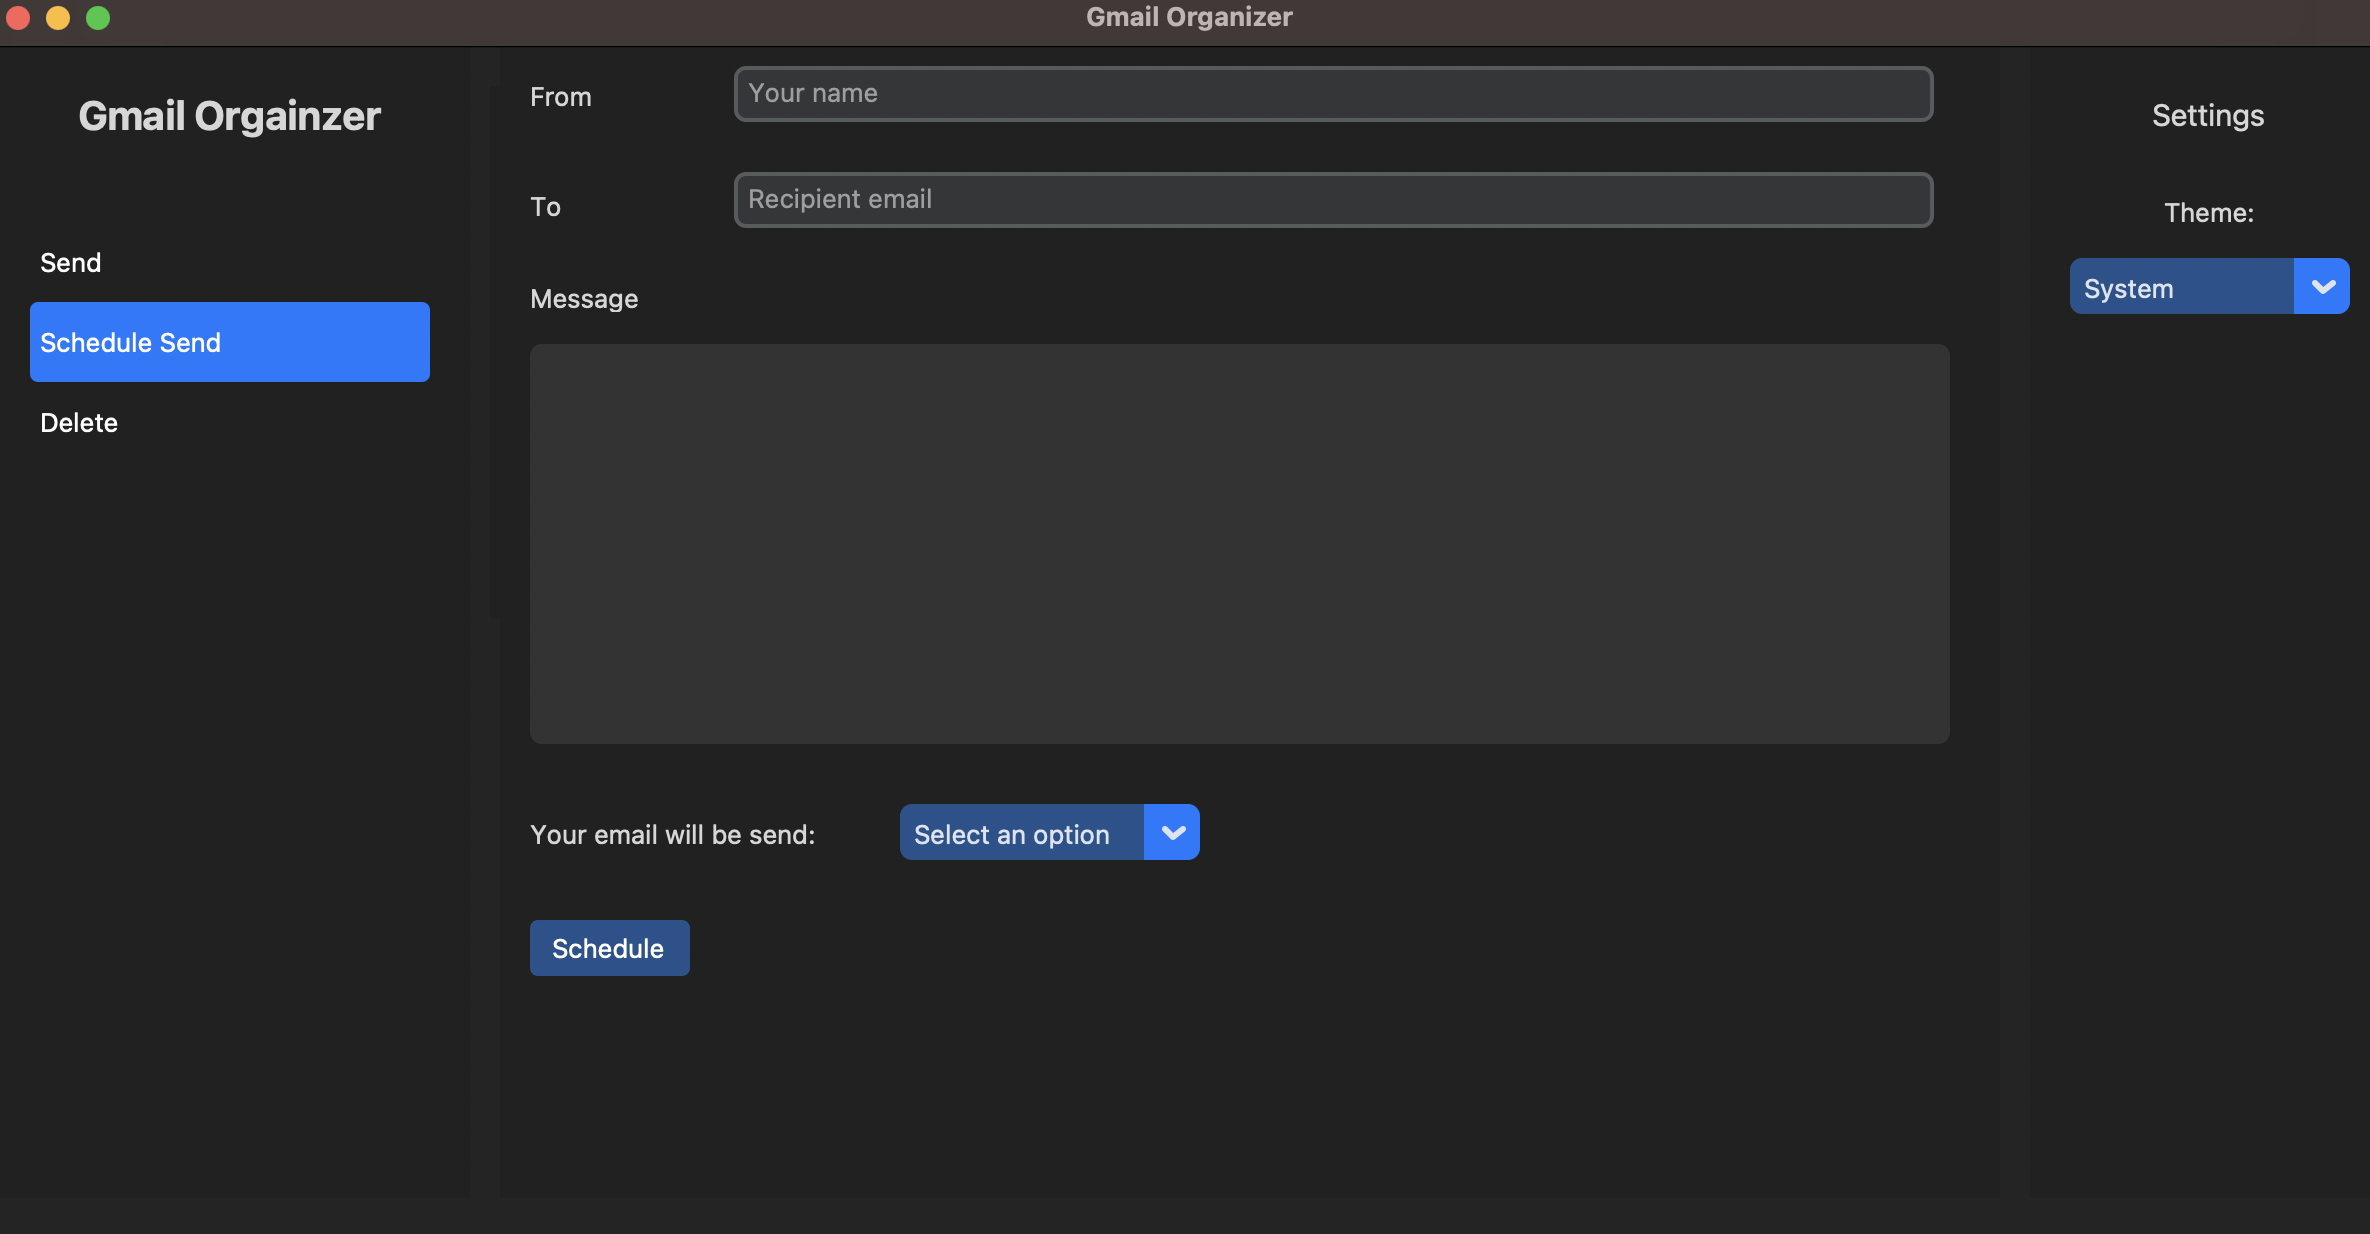 Gmail Organizer
Gmail Orgainzer
Send
Schedule Send
Delete
From
Your name
To
Recipient email
Message
Your email will be send:
Select an option
Schedule
Settings
Theme:
System